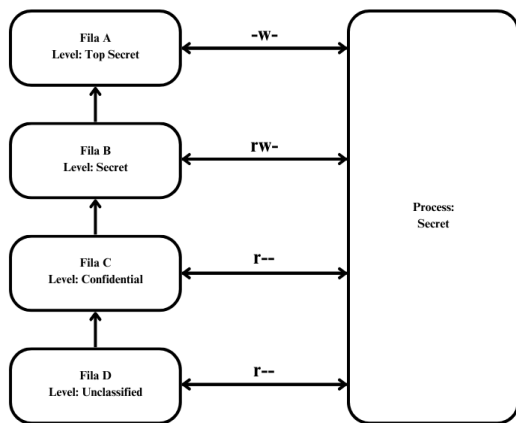 Fila A
Level: Top Secret
-w-
Fila B
Level: Secret
rw-
Process:
Secret
Fila C
Level: Confidential
r--
Fila D
Level: Unclassified
r--